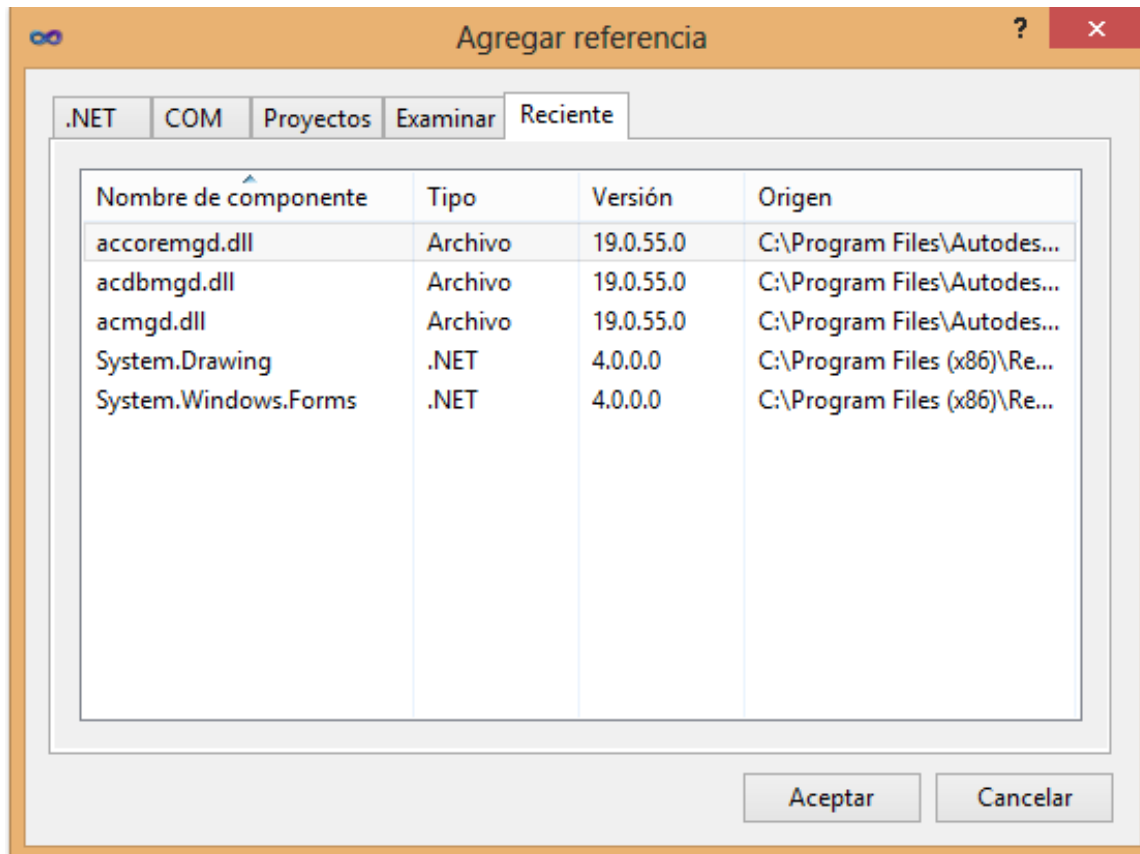 Agregar referencia ?
.NET COM Proyectos Examinar Reciente
Nombre de componente Tipo Versión Origen
accoremgd.dll Archivo 19.0.55.0 C:\Program Files\Autodes...
acdbmgd.dll Archivo 19.0.55.0 C:\Program Files\Autodes...
acmgd.dll Archivo 19.0.55.0 C:\Program Files\Autodes...
System.Drawing .NET 4.0.0.0 C:\Program Files (x86)\Re...
System.Windows.Forms .NET 4.0.0.0 C:\Program Files (x86)\Re...
Aceptar Cancelar